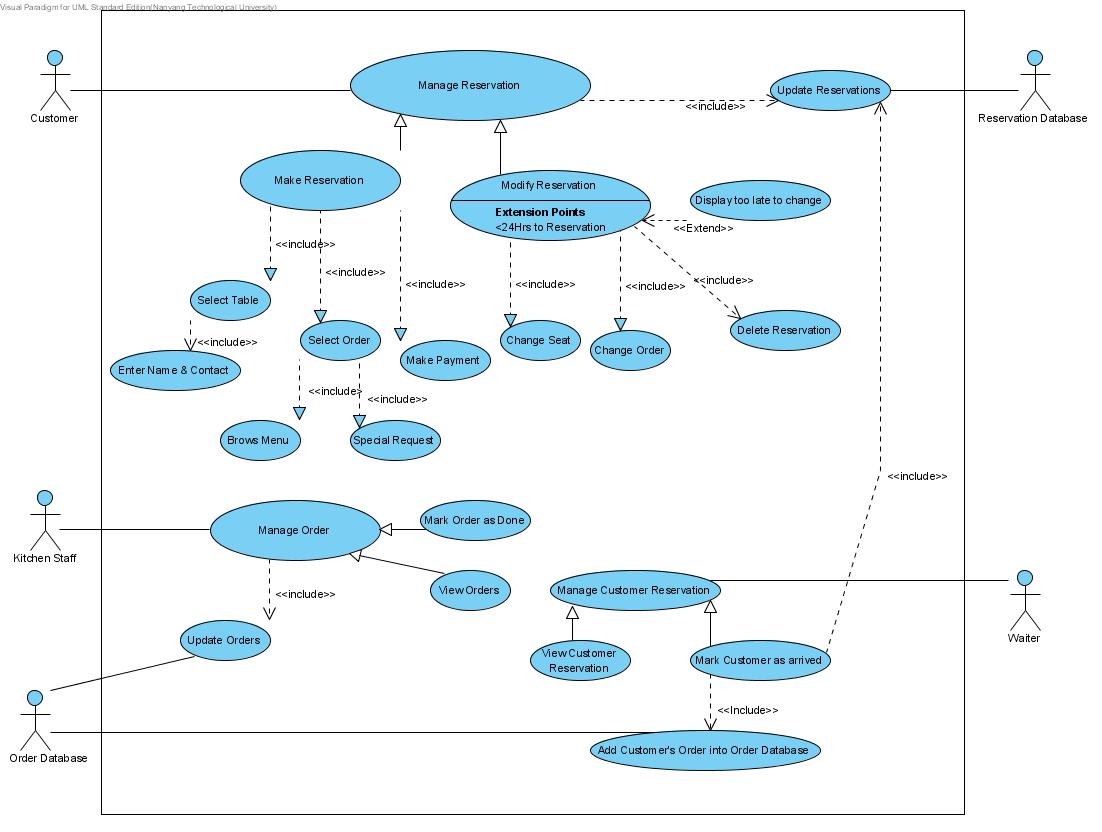 Visual Paradigm for UML Standard Edition(Nanyang Technological University)
Manage Reservation
Update Reservations
<<include>>
Customer
Reservation Database
Make Reservation
Modify Reservation
Extension Points
<24Hrs to Reservation
Display too late to change
<<Extend>>
<<include>>
<<include>>
<<include>>
<<include>>
<<include>>
<<include>>
Select Table
Select Order
Make Payment
Change Seat
Change Order
Delete Reservation
<<include>>
Enter Name & Contact
<<include>
<<include>>
Brows Menu
Special Request
<<include>>
Manage Order
Mark Order as Done
Kitchen Staff
View Orders
<<include>>
Manage Customer Reservation
Waiter
Update Orders
View Customer
Reservation
Mark Customer as arrived
<<Include>>
Order Database
Add Customer's Order into Order Database